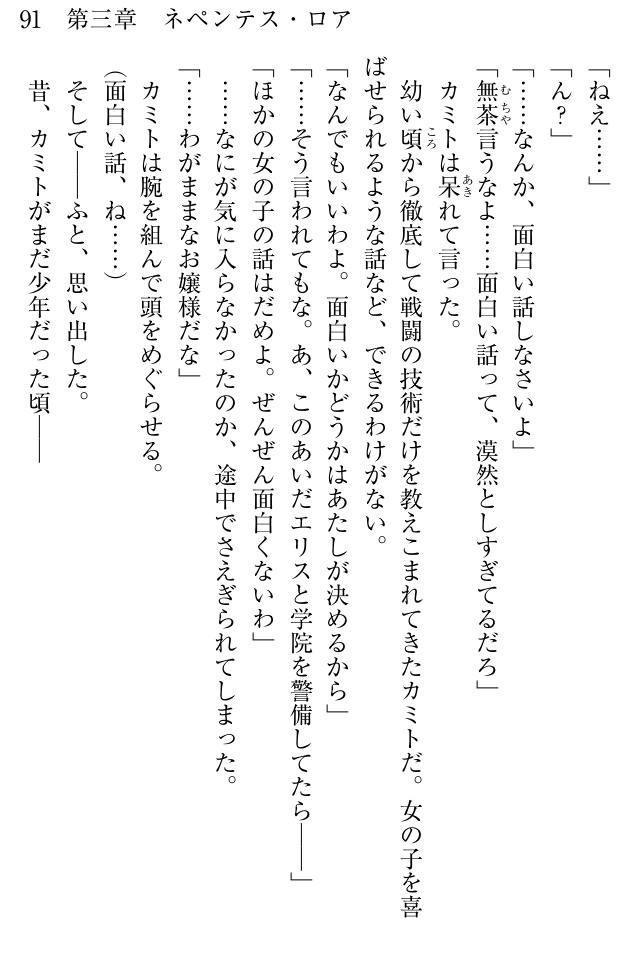 91　第三章　ネペンテス・ロア
「ねえ……」
「ん？」
「……なんか、面白い話しなさいよ」
「無茶言うなよ……面白い話って、漠然としすぎてるだろ」
カミトは呆れて言った。
幼い頃から徹底して戦闘の技術だけを教えこまれてきたカミトだ。女の子を喜
ばせられるような話など、できるわけがない。
「なんでもいいわよ。面白いかどうかはあたしが決めるから」
「……そう言われてもな。あ、このあいだエリスと学院を警備してたら――」
「ほかの女の子の話はだめよ。ぜんぜん面白くないわ」
……なにが気に入らなかったのか、途中でさえぎられてしまった。
「……わがままなお嬢様だな」
カミトは腕を組んで頭をめぐらせる。
（面白い話、ね……）
そして――ふと、思い出した。
昔、カミトがまだ少年だった頃――